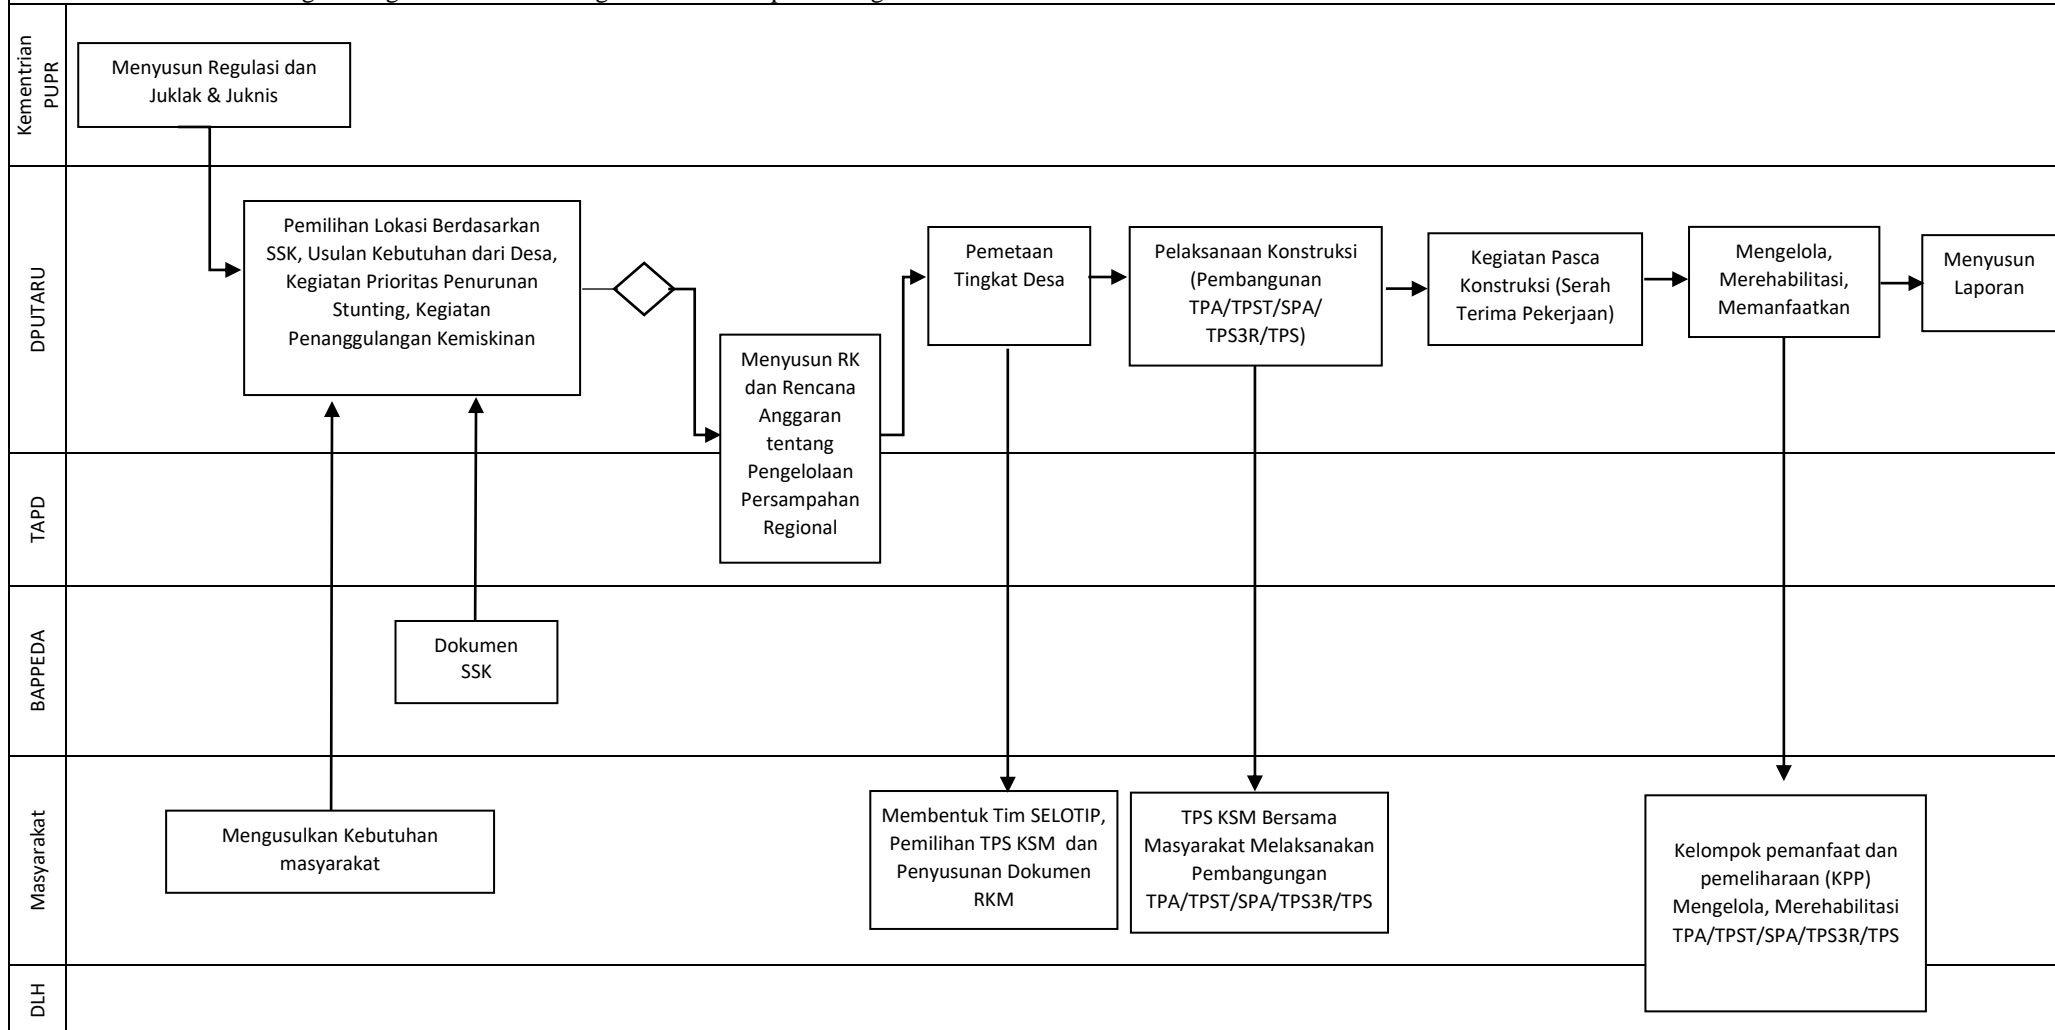 Kementrian
PUPR
Menyusun Regulasi dan
Juklak & Juknis
DPUTARU
Pemilihan Lokasi Berdasarkan
SSK, Usulan Kebutuhan dari Desa,
Kegiatan Prioritas Penurunan
Stunting, Kegiatan
Penanggulangan Kemiskinan
Menyusun RK
dan Rencana
Anggaran
tentang
Pengelolaan
Persampahan
Regional
Pemetaan
Tingkat Desa
Pelaksanaan Konstruksi
(Pembangunan
TPA/TPST/SPA/
TPS3R/TPS)
Kegiatan Pasca
Konstruksi (Serah
Terima Pekerjaan)
Mengelola,
Merehabilitasi,
Memanfaatkan
Menyusun
Laporan
TAPD
BAPPEDA
Dokumen
SSK
Masyarakat
Mengusulkan Kebutuhan
masyarakat
Membentuk Tim SELOTIP,
Pemilihan TPS KSM dan
Penyusunan Dokumen
RKM
TPS KSM Bersama
Masyarakat Melaksanakan
Pembangungan
TPA/TPST/SPA/TPS3R/TPS
Kelompok pemanfaat dan
pemeliharaan (KPP)
Mengelola, Merehabilitasi
TPA/TPST/SPA/TPS3R/TPS
DLH